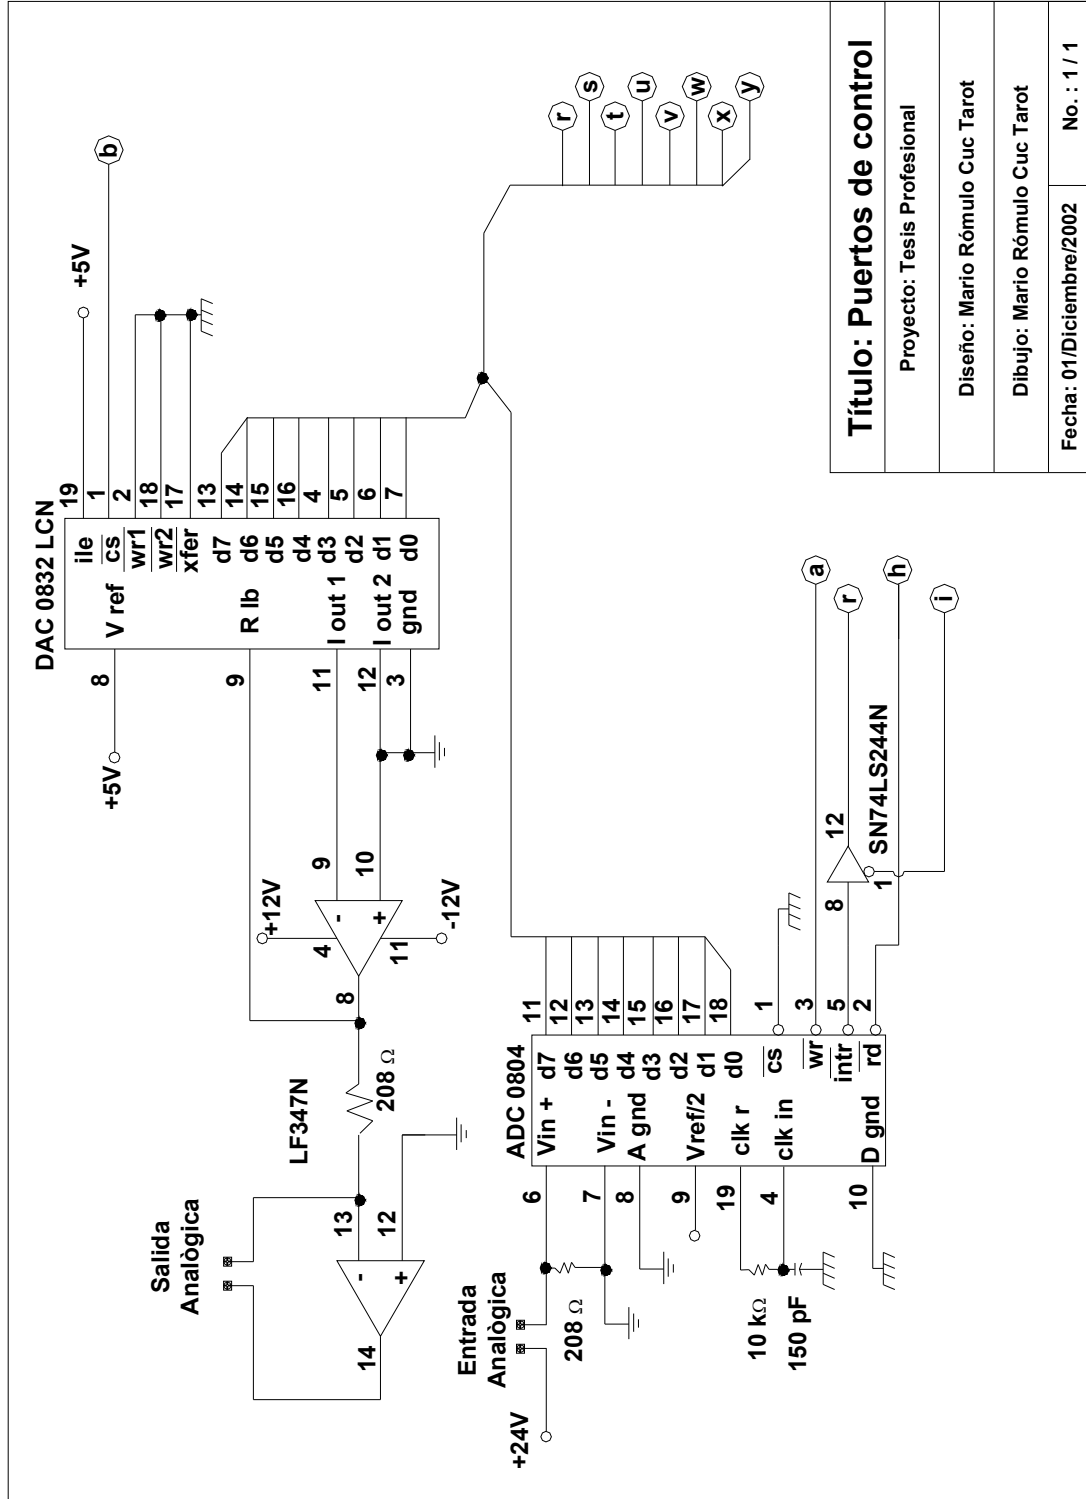 DAC 0832 LCN
+5V
8
V ref
ile
19
+5V
cs
1
b
wr1
2
wr2
18
xfer
17
9
R lb
d7
13
d6
14
d5
15
d4
16
11
I out 1
d3
4
d2
5
12
I out 2
d1
6
3
gnd
d0
7
r
s
t
u
v
w
x
y
+12V
4
9
-
10
+
11
-12V
8
208 Ω
LF347N
Salida
Analògica
13
-
12
+
14
ADC 0804
Entrada
Analògica
+24V
208 Ω
6
Vin +
d7
11
d6
12
7
Vin -
d5
13
8
A gnd
d4
14
d3
15
9
Vref/2
d2
16
d1
17
19
clk r
d0
18
4
clk in
cs
1
10 kΩ
150 pF
wr
3
a
intr
5
8
12
r
1
SN74LS244N
10
D gnd
rd
2
h
i
Título: Puertos de control
Proyecto: Tesis Profesional
Diseño: Mario Rómulo Cuc Tarot
Dibujo: Mario Rómulo Cuc Tarot
Fecha: 01/Diciembre/2002
No. : 1 / 1